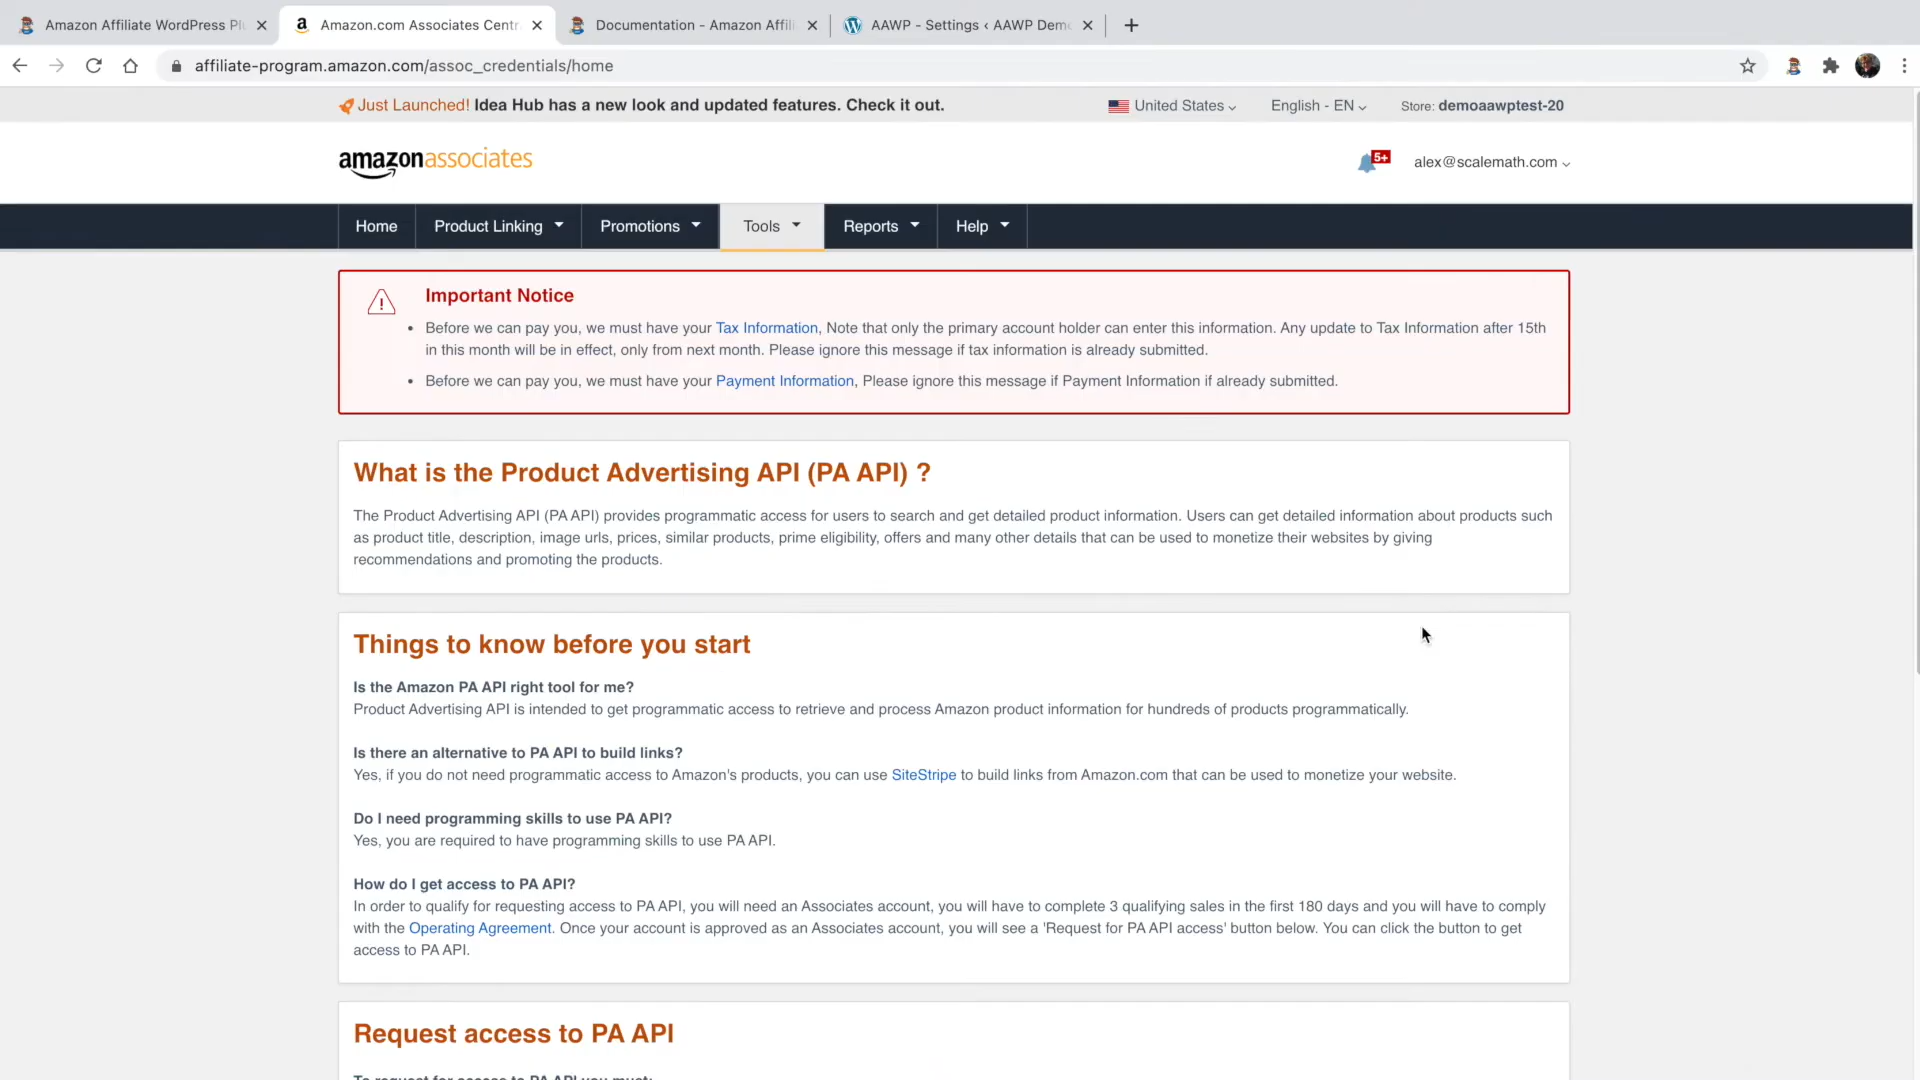 Amazon Affiliate WordPress Plu
Amazon.com Associates Centr
Documentation - Amazon Affili
AAWP - Settings ‹ AAWP Demo
affiliate-program.amazon.com/assoc_credentials/home
Just Launched! Idea Hub has a new look and updated features. Check it out.
United States
English - EN
Store: demoaawptest-20
amazonassociates
5+
alex@scalemath.com
Home
Product Linking
Promotions
Tools
Reports
Help
Important Notice
• Before we can pay you, we must have your Tax Information, Note that only the primary account holder can enter this information. Any update to Tax Information after 15th
in this month will be in effect, only from next month. Please ignore this message if tax information is already submitted.
• Before we can pay you, we must have your Payment Information, Please ignore this message if Payment Information if already submitted.
What is the Product Advertising API (PA API) ?
The Product Advertising API (PA API) provides programmatic access for users to search and get detailed product information. Users can get detailed information about products such
as product title, description, image urls, prices, similar products, prime eligibility, offers and many other details that can be used to monetize their websites by giving
recommendations and promoting the products.
Things to know before you start
Is the Amazon PA API right tool for me?
Product Advertising API is intended to get programmatic access to retrieve and process Amazon product information for hundreds of products programmatically.
Is there an alternative to PA API to build links?
Yes, if you do not need programmatic access to Amazon's products, you can use SiteStripe to build links from Amazon.com that can be used to monetize your website.
Do I need programming skills to use PA API?
Yes, you are required to have programming skills to use PA API.
How do I get access to PA API?
In order to qualify for requesting access to PA API, you will need an Associates account, you will have to complete 3 qualifying sales in the first 180 days and you will have to comply
with the Operating Agreement. Once your account is approved as an Associates account, you will see a 'Request for PA API access' button below. You can click the button to get
access to PA API.
Request access to PA API
To request for access to PA API you must: